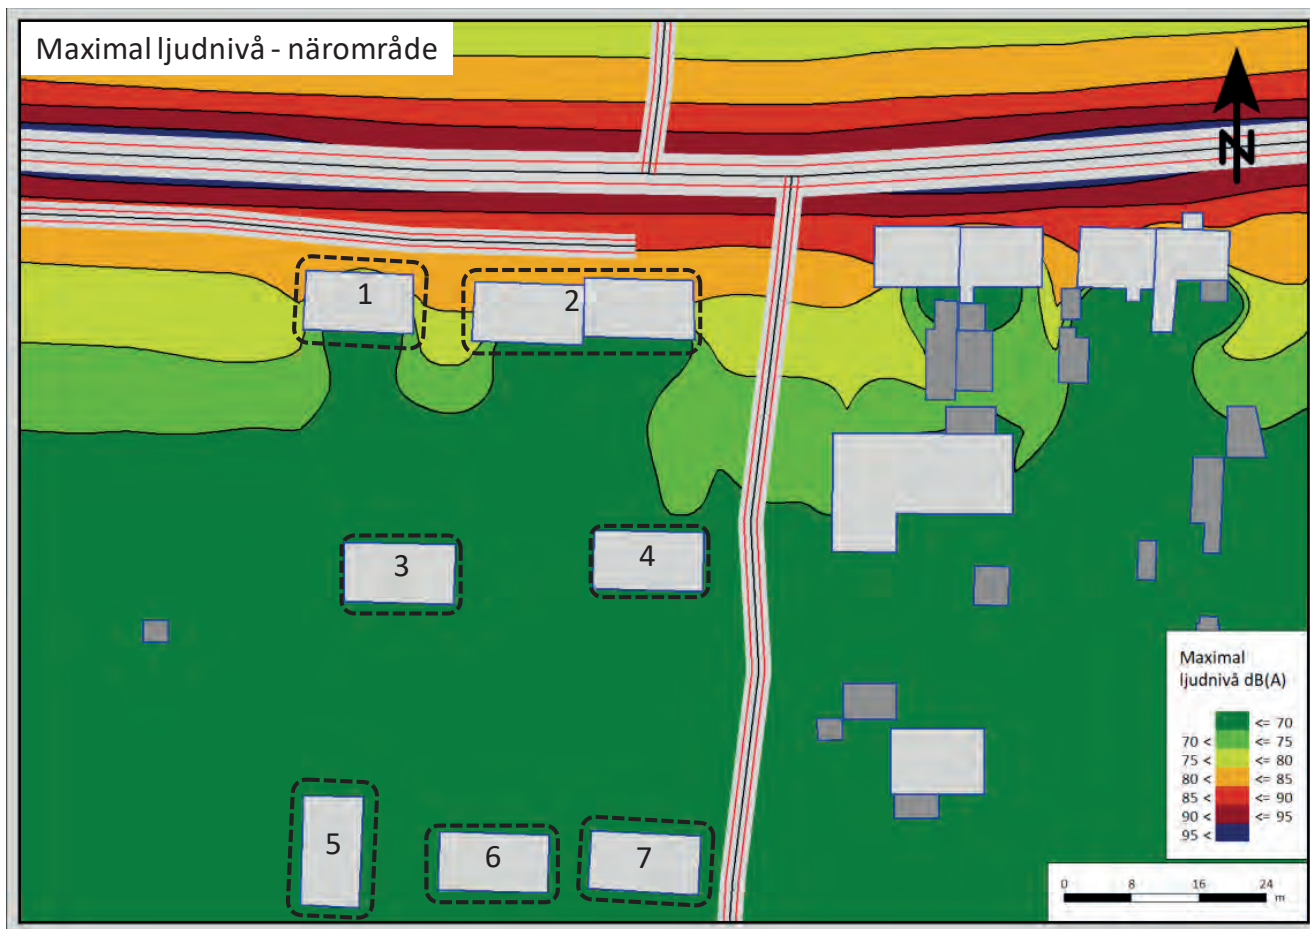 Maximal ljudnivå - närområde
N
1
2
3
4
5
6
7
Maximal
ljudnivå dB(A)
<= 70
70 < <= 75
75 < <= 80
80 < <= 85
85 < <= 90
90 < <= 95
95 <
0 8 16 24
m